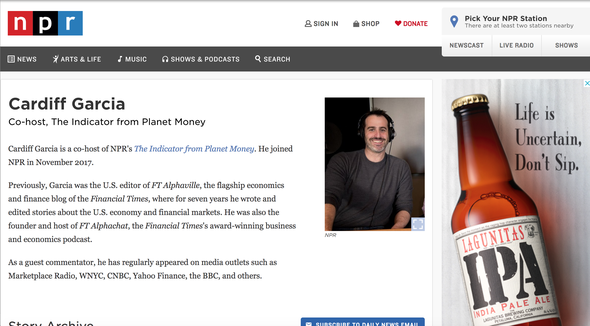 npr
SIGN IN
SHOP
DONATE
Pick Your NPR Station
There are at least two stations nearby
NEWSCAST
LIVE RADIO
SHOWS
NEWS
ARTS & LIFE
MUSIC
SHOWS & PODCASTS
SEARCH
Cardiff Garcia
Co-host, The Indicator from Planet Money
Cardiff Garcia is a co-host of NPR's The Indicator from Planet Money. He joined
NPR in November 2017.
Previously, Garcia was the U.S. editor of FT Alphaville, the flagship economics
and finance blog of the Financial Times, where for seven years he wrote and
edited stories about the U.S. economy and financial markets. He was also the
founder and host of FT Alphachat, the Financial Times's award-winning business
and economics podcast.
As a guest commentator, he has regularly appeared on media outlets such as
Marketplace Radio, WNYC, CNBC, Yahoo Finance, the BBC, and others.
NPR
Story Archive
SUBSCRIBE TO DAILY NEWS EMAIL
Life is
Uncertain,
Don't Sip.
LAGUNITAS
IPA
INDIA PALE ALE
LAGUNITAS BREWING COMPANY
PETALUMA, CALIFORNIA